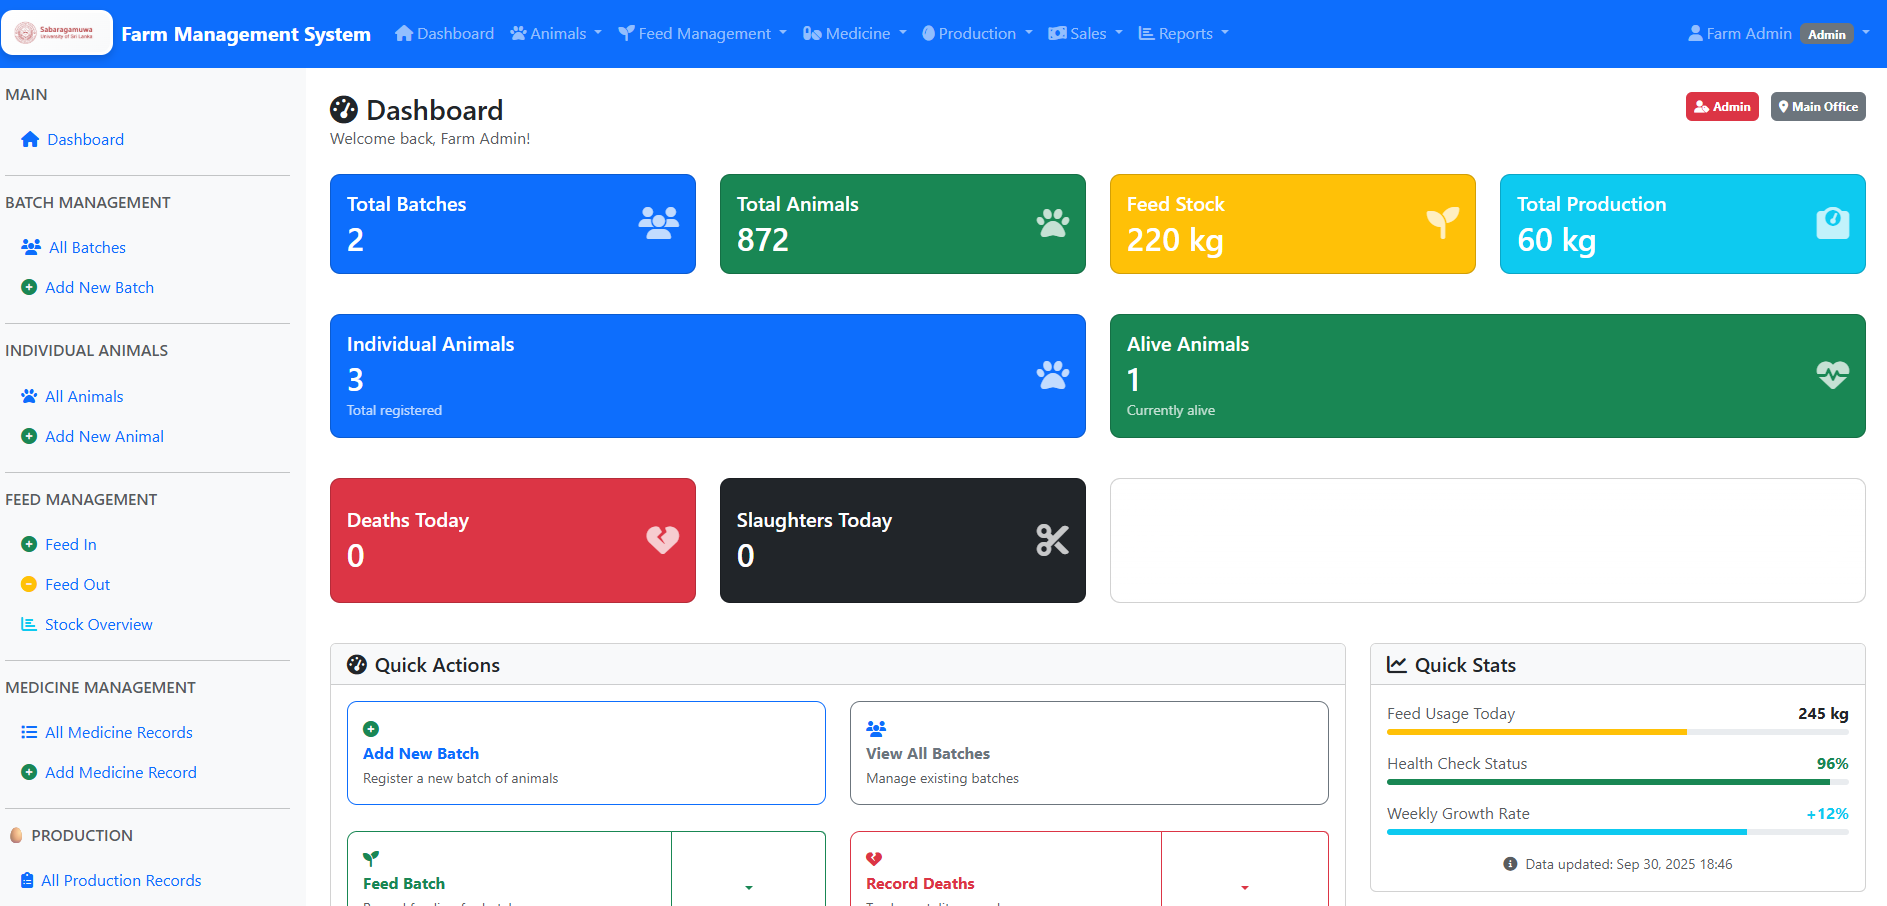 Sabaragamuwa
University of Sri Lanka
Farm Management System
Dashboard
Animals
Feed Management
Medicine
Production
Sales
Reports
Farm Admin
Admin
MAIN
Dashboard
BATCH MANAGEMENT
All Batches
Add New Batch
INDIVIDUAL ANIMALS
All Animals
Add New Animal
FEED MANAGEMENT
Feed In
Feed Out
Stock Overview
MEDICINE MANAGEMENT
All Medicine Records
Add Medicine Record
PRODUCTION
All Production Records
Dashboard
Welcome back, Farm Admin!
Admin
Main Office
Total Batches
2
Total Animals
872
Feed Stock
220 kg
Total Production
60 kg
Individual Animals
3
Total registered
Alive Animals
1
Currently alive
Deaths Today
0
Slaughters Today
0
Quick Actions
Add New Batch
Register a new batch of animals
View All Batches
Manage existing batches
Feed Batch
Record Deaths
Quick Stats
Feed Usage Today
245 kg
Health Check Status
96%
Weekly Growth Rate
+12%
Data updated: Sep 30, 2025 18:46